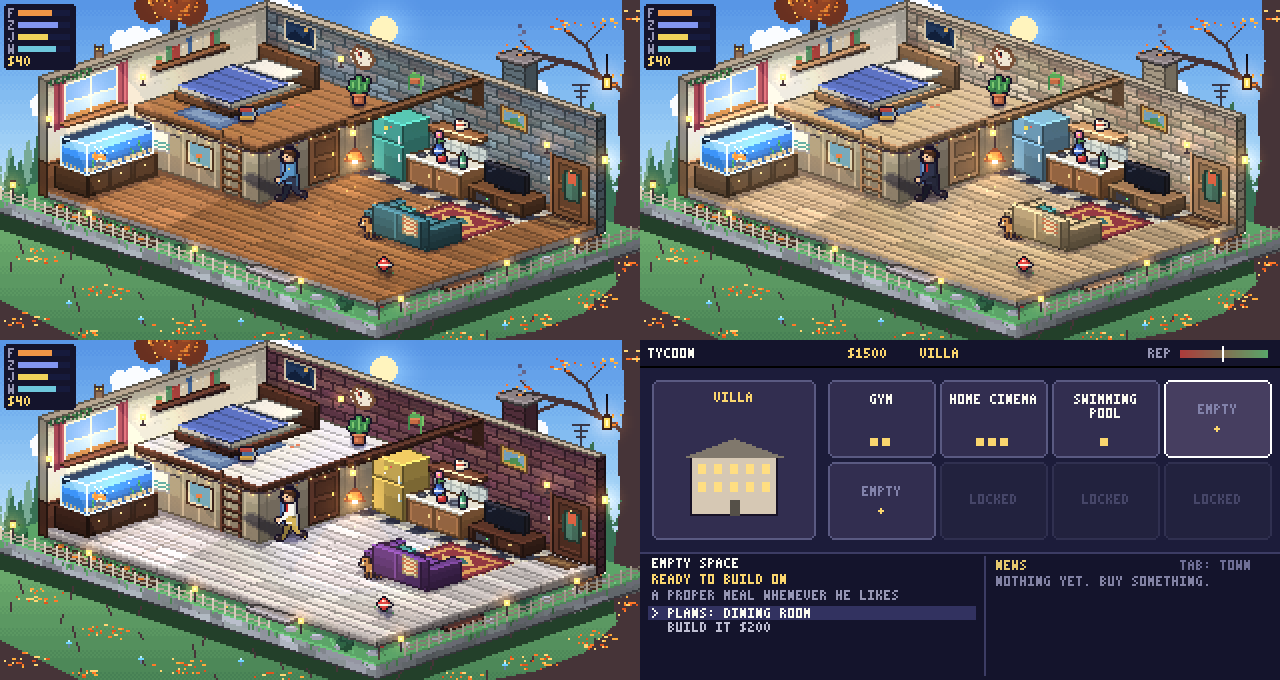 F
Z
J
W
$40
F
Z
J
W
$40
F
Z
J
W
$40
TYCOON $1500 VILLA REP
VILLA
GYM
HOME CINEMA
SWIMMING
POOL
EMPTY
+
EMPTY
+
LOCKED
LOCKED
LOCKED
EMPTY SPACE
READY TO BUILD ON
A PROPER MEAL WHENEVER HE LIKES
> PLANS: DINING ROOM
BUILD IT $200
NEWS TAB: TOWN
NOTHING YET. BUY SOMETHING.